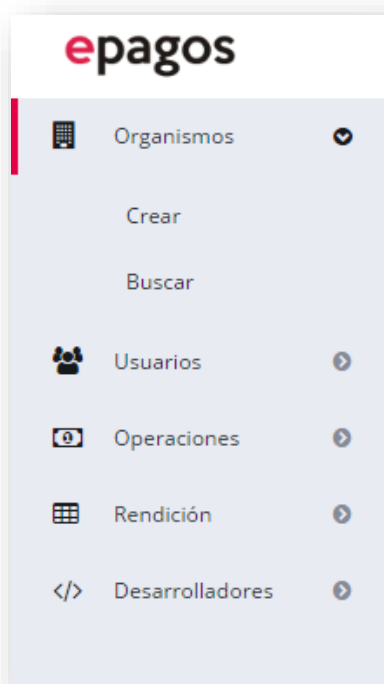 epagos
Organismos
Crear
Buscar
Usuarios
Operaciones
Rendición
Desarrolladores